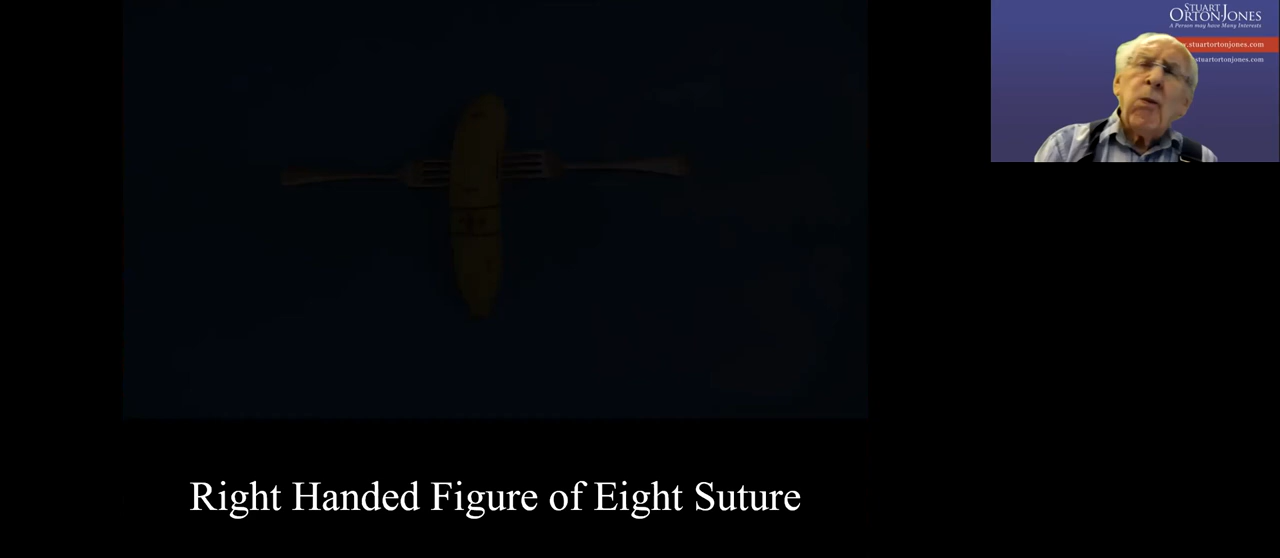 STUART
ORTON-JONES
A Person may have Many Interests
.stuartortonjones.com
stuartortonjones.com
Right Handed Figure of Eight Suture